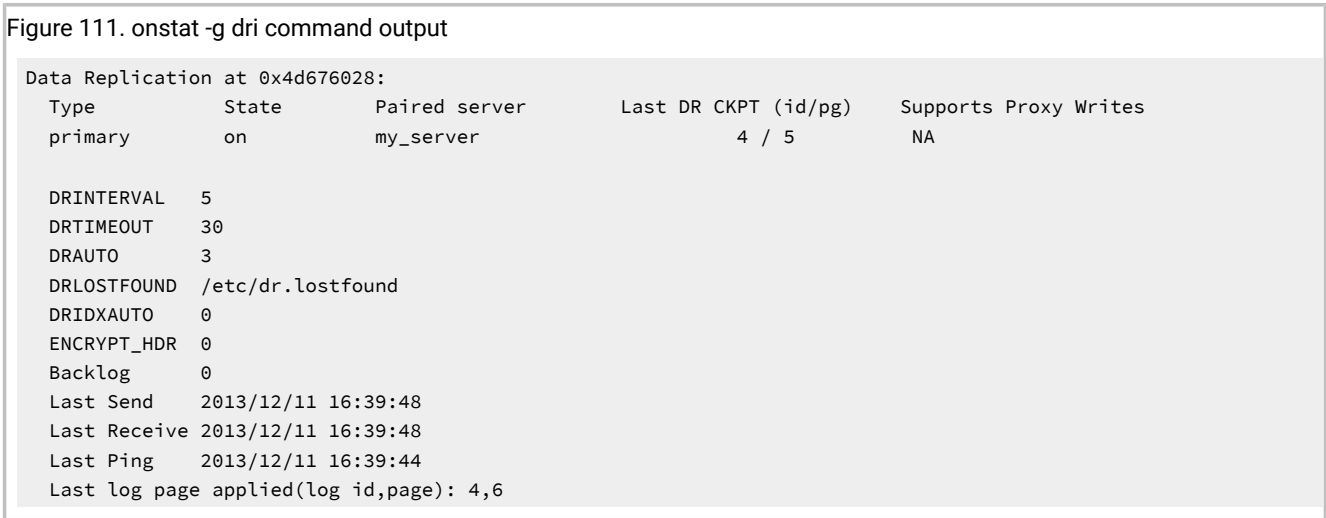 Figure 111. onstat -g dri command output
Data Replication at 0x4d676028:
Type State Paired server Last DR CKPT (id/pg) Supports Proxy Writes
primary on my_server 4 / 5 NA
DRINTERVAL 5
DRTIMEOUT 30
DRAUTO 3
DRLOSTFOUND /etc/dr.lostfound
DRIDXAUTO 0
ENCRYPT_HDR 0
Backlog 0
Last Send 2013/12/11 16:39:48
Last Receive 2013/12/11 16:39:48
Last Ping 2013/12/11 16:39:44
Last log page applied(log id,page): 4,6